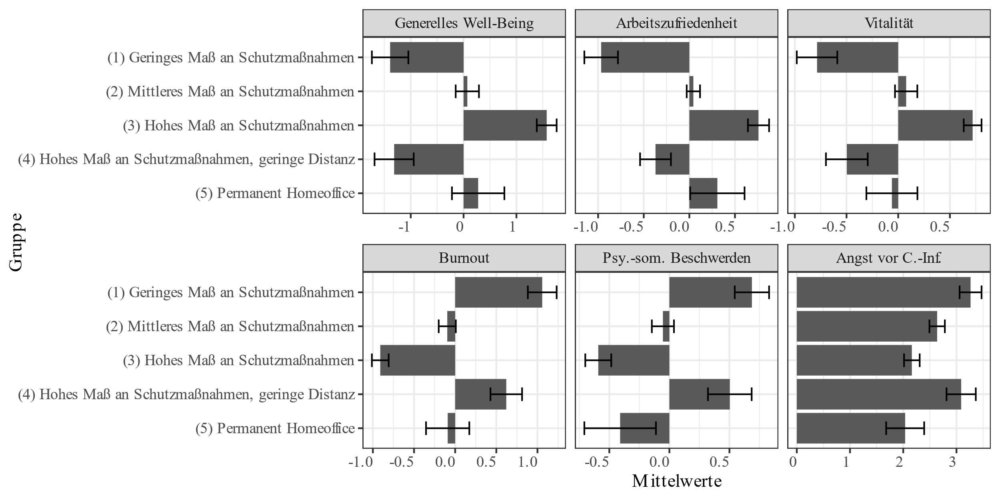 Generelles Well-Being
Arbeitszufriedenheit
Vitalität
(1) Geringes Maß an Schutzmaßnahmen
(2) Mittleres Maß an Schutzmaßnahmen
(3) Hohes Maß an Schutzmaßnahmen
(4) Hohes Maß an Schutzmaßnahmen, geringe Distanz
(5) Permanent Homeoffice
-1 0 1
-1.0 -0.5 0.0 0.5
-1.0 -0.5 0.0 0.5
Gruppe
Burnout
Psy.-som. Beschwerden
Angst vor C.-Inf.
(1) Geringes Maß an Schutzmaßnahmen
(2) Mittleres Maß an Schutzmaßnahmen
(3) Hohes Maß an Schutzmaßnahmen
(4) Hohes Maß an Schutzmaßnahmen, geringe Distanz
(5) Permanent Homeoffice
-1.0 -0.5 0.0 0.5 1.0
-0.5 0.0 0.5
0 1 2 3
Mittelwerte